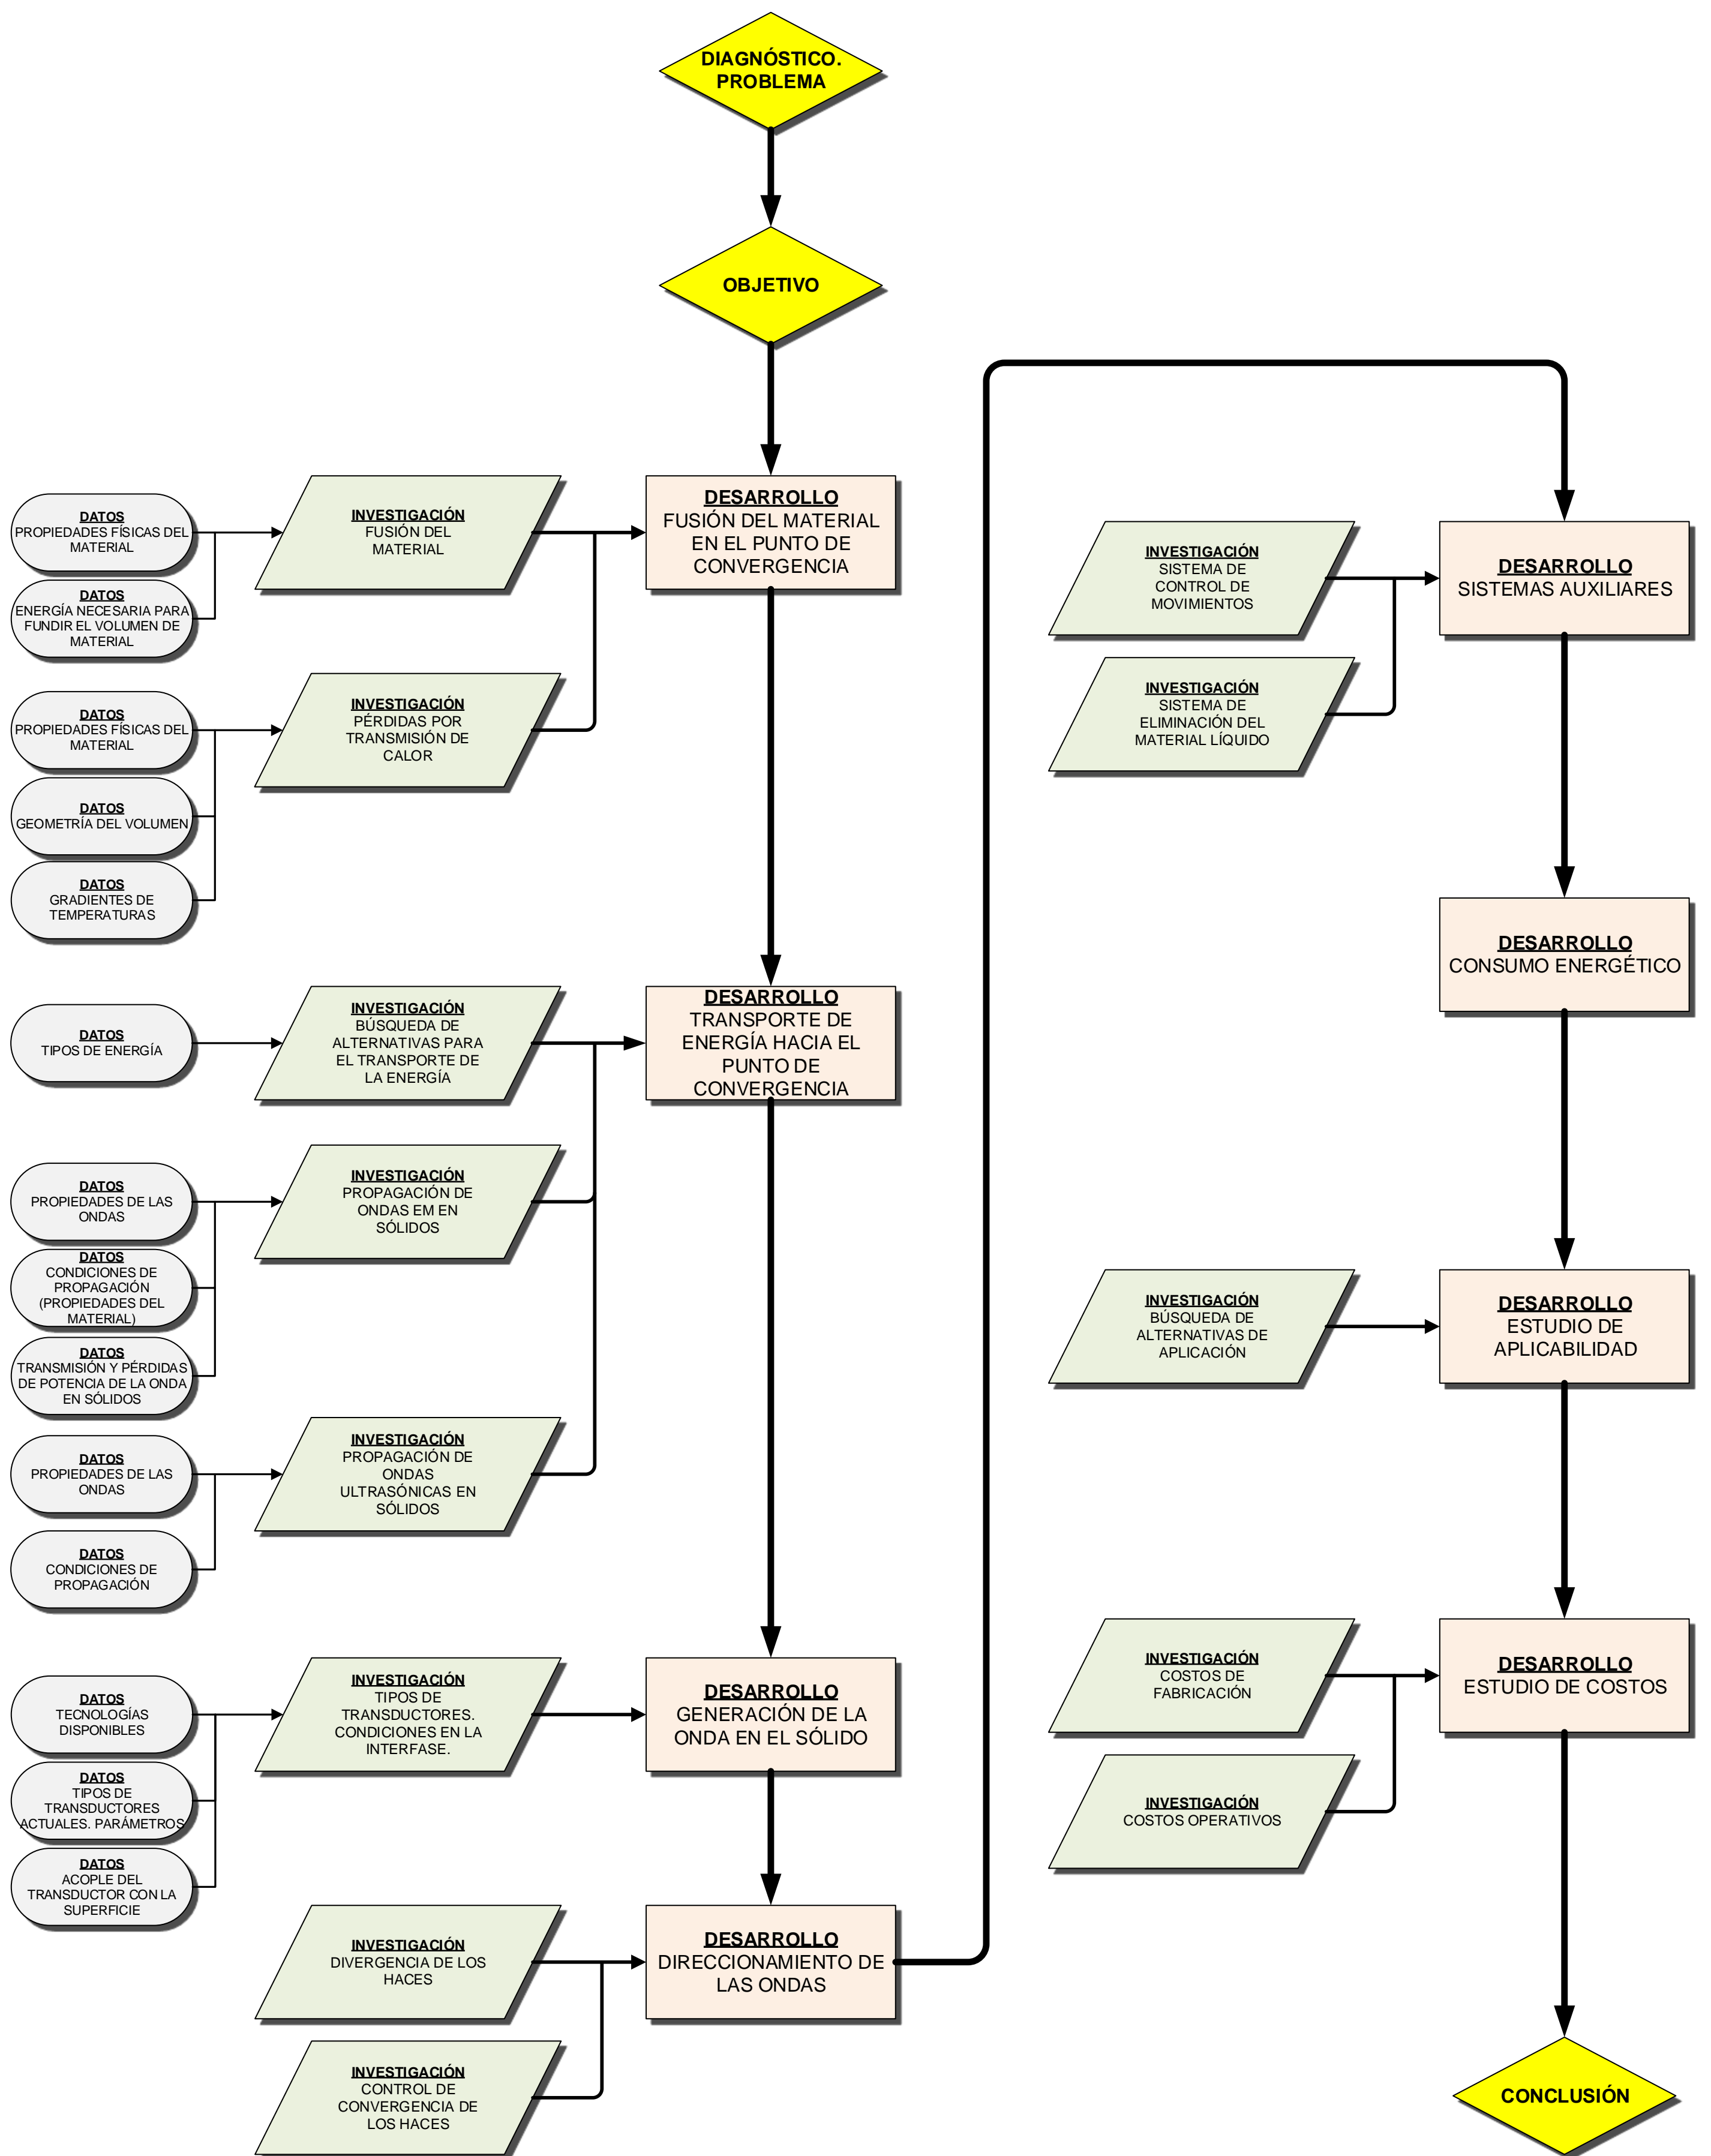 DIAGNÓSTICO.
PROBLEMA
OBJETIVO
DATOS
PROPIEDADES FÍSICAS DEL
MATERIAL
DATOS
ENERGÍA NECESARIA PARA
FUNDIR EL VOLUMEN DE
MATERIAL
INVESTIGACIÓN
FUSIÓN DEL
MATERIAL
DESARROLLO
FUSIÓN DEL MATERIAL
EN EL PUNTO DE
CONVERGENCIA
DATOS
PROPIEDADES FÍSICAS DEL
MATERIAL
DATOS
GEOMETRÍA DEL VOLUMEN
DATOS
GRADIENTES DE
TEMPERATURAS
INVESTIGACIÓN
PÉRDIDAS POR
TRANSMISIÓN DE
CALOR
DATOS
TIPOS DE ENERGÍA
INVESTIGACIÓN
BÚSQUEDA DE
ALTERNATIVAS PARA
EL TRANSPORTE DE
LA ENERGÍA
DESARROLLO
TRANSPORTE DE
ENERGÍA HACIA EL
PUNTO DE
CONVERGENCIA
DATOS
PROPIEDADES DE LAS
ONDAS
DATOS
CONDICIONES DE
PROPAGACIÓN
(PROPIEDADES DEL
MATERIAL)
DATOS
TRANSMISIÓN Y PÉRDIDAS
DE POTENCIA DE LA ONDA
EN SÓLIDOS
INVESTIGACIÓN
PROPAGACIÓN DE
ONDAS EM EN
SÓLIDOS
DATOS
PROPIEDADES DE LAS
ONDAS
DATOS
CONDICIONES DE
PROPAGACIÓN
INVESTIGACIÓN
PROPAGACIÓN DE
ONDAS
ULTRASÓNICAS EN
SÓLIDOS
DATOS
TECNOLOGÍAS
DISPONIBLES
DATOS
TIPOS DE
TRANSDUCTORES
ACTUALES. PARÁMETROS
DATOS
ACOPLE DEL
TRANSDUCTOR CON LA
SUPERFICIE
INVESTIGACIÓN
TIPOS DE
TRANSDUCTORES.
CONDICIONES EN LA
INTERFASE.
DESARROLLO
GENERACIÓN DE LA
ONDA EN EL SÓLIDO
INVESTIGACIÓN
DIVERGENCIA DE LOS
HACES
INVESTIGACIÓN
CONTROL DE
CONVERGENCIA DE
LOS HACES
DESARROLLO
DIRECCIONAMIENTO DE
LAS ONDAS
INVESTIGACIÓN
SISTEMA DE
CONTROL DE
MOVIMIENTOS
INVESTIGACIÓN
SISTEMA DE
ELIMINACIÓN DEL
MATERIAL LÍQUIDO
DESARROLLO
SISTEMAS AUXILIARES
DESARROLLO
CONSUMO ENERGÉTICO
INVESTIGACIÓN
BÚSQUEDA DE
ALTERNATIVAS DE
APLICACIÓN
DESARROLLO
ESTUDIO DE
APLICABILIDAD
INVESTIGACIÓN
COSTOS DE
FABRICACIÓN
INVESTIGACIÓN
COSTOS OPERATIVOS
DESARROLLO
ESTUDIO DE COSTOS
CONCLUSIÓN